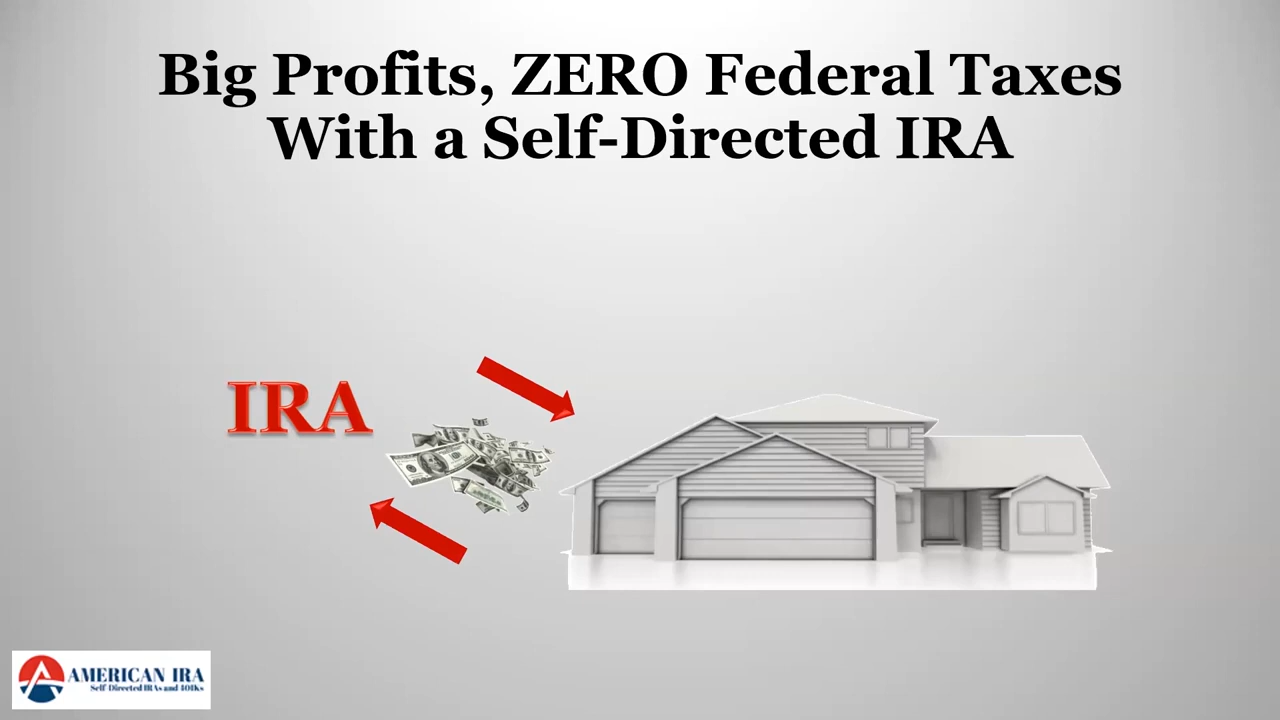 Big Profits, ZERO Federal Taxes
With a Self-Directed IRA
IRA
AMERICAN IRA
Self-Directed IRAs and 401Ks